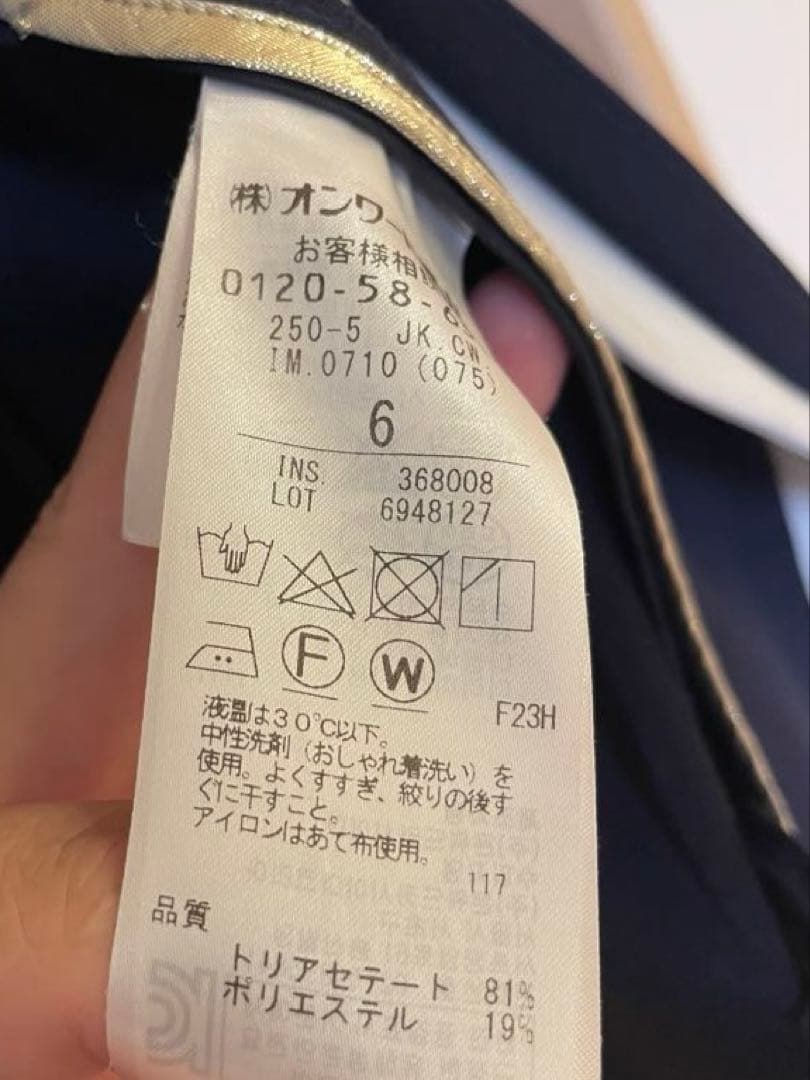 ㈱オンワー
お客様相談
0120-58-6
250-5 JK.CW
IM.0710 (075)
6
INS. 368008
LOT 6948127
F
W
F23H
液温は30℃以下。
中性洗剤（おしゃれ着洗い）を
使用。よくすすぎ、絞りの後す
ぐに干すこと。
アイロンはあて布使用。
117
品質
トリアセテート 81%
ポリエステル 19%